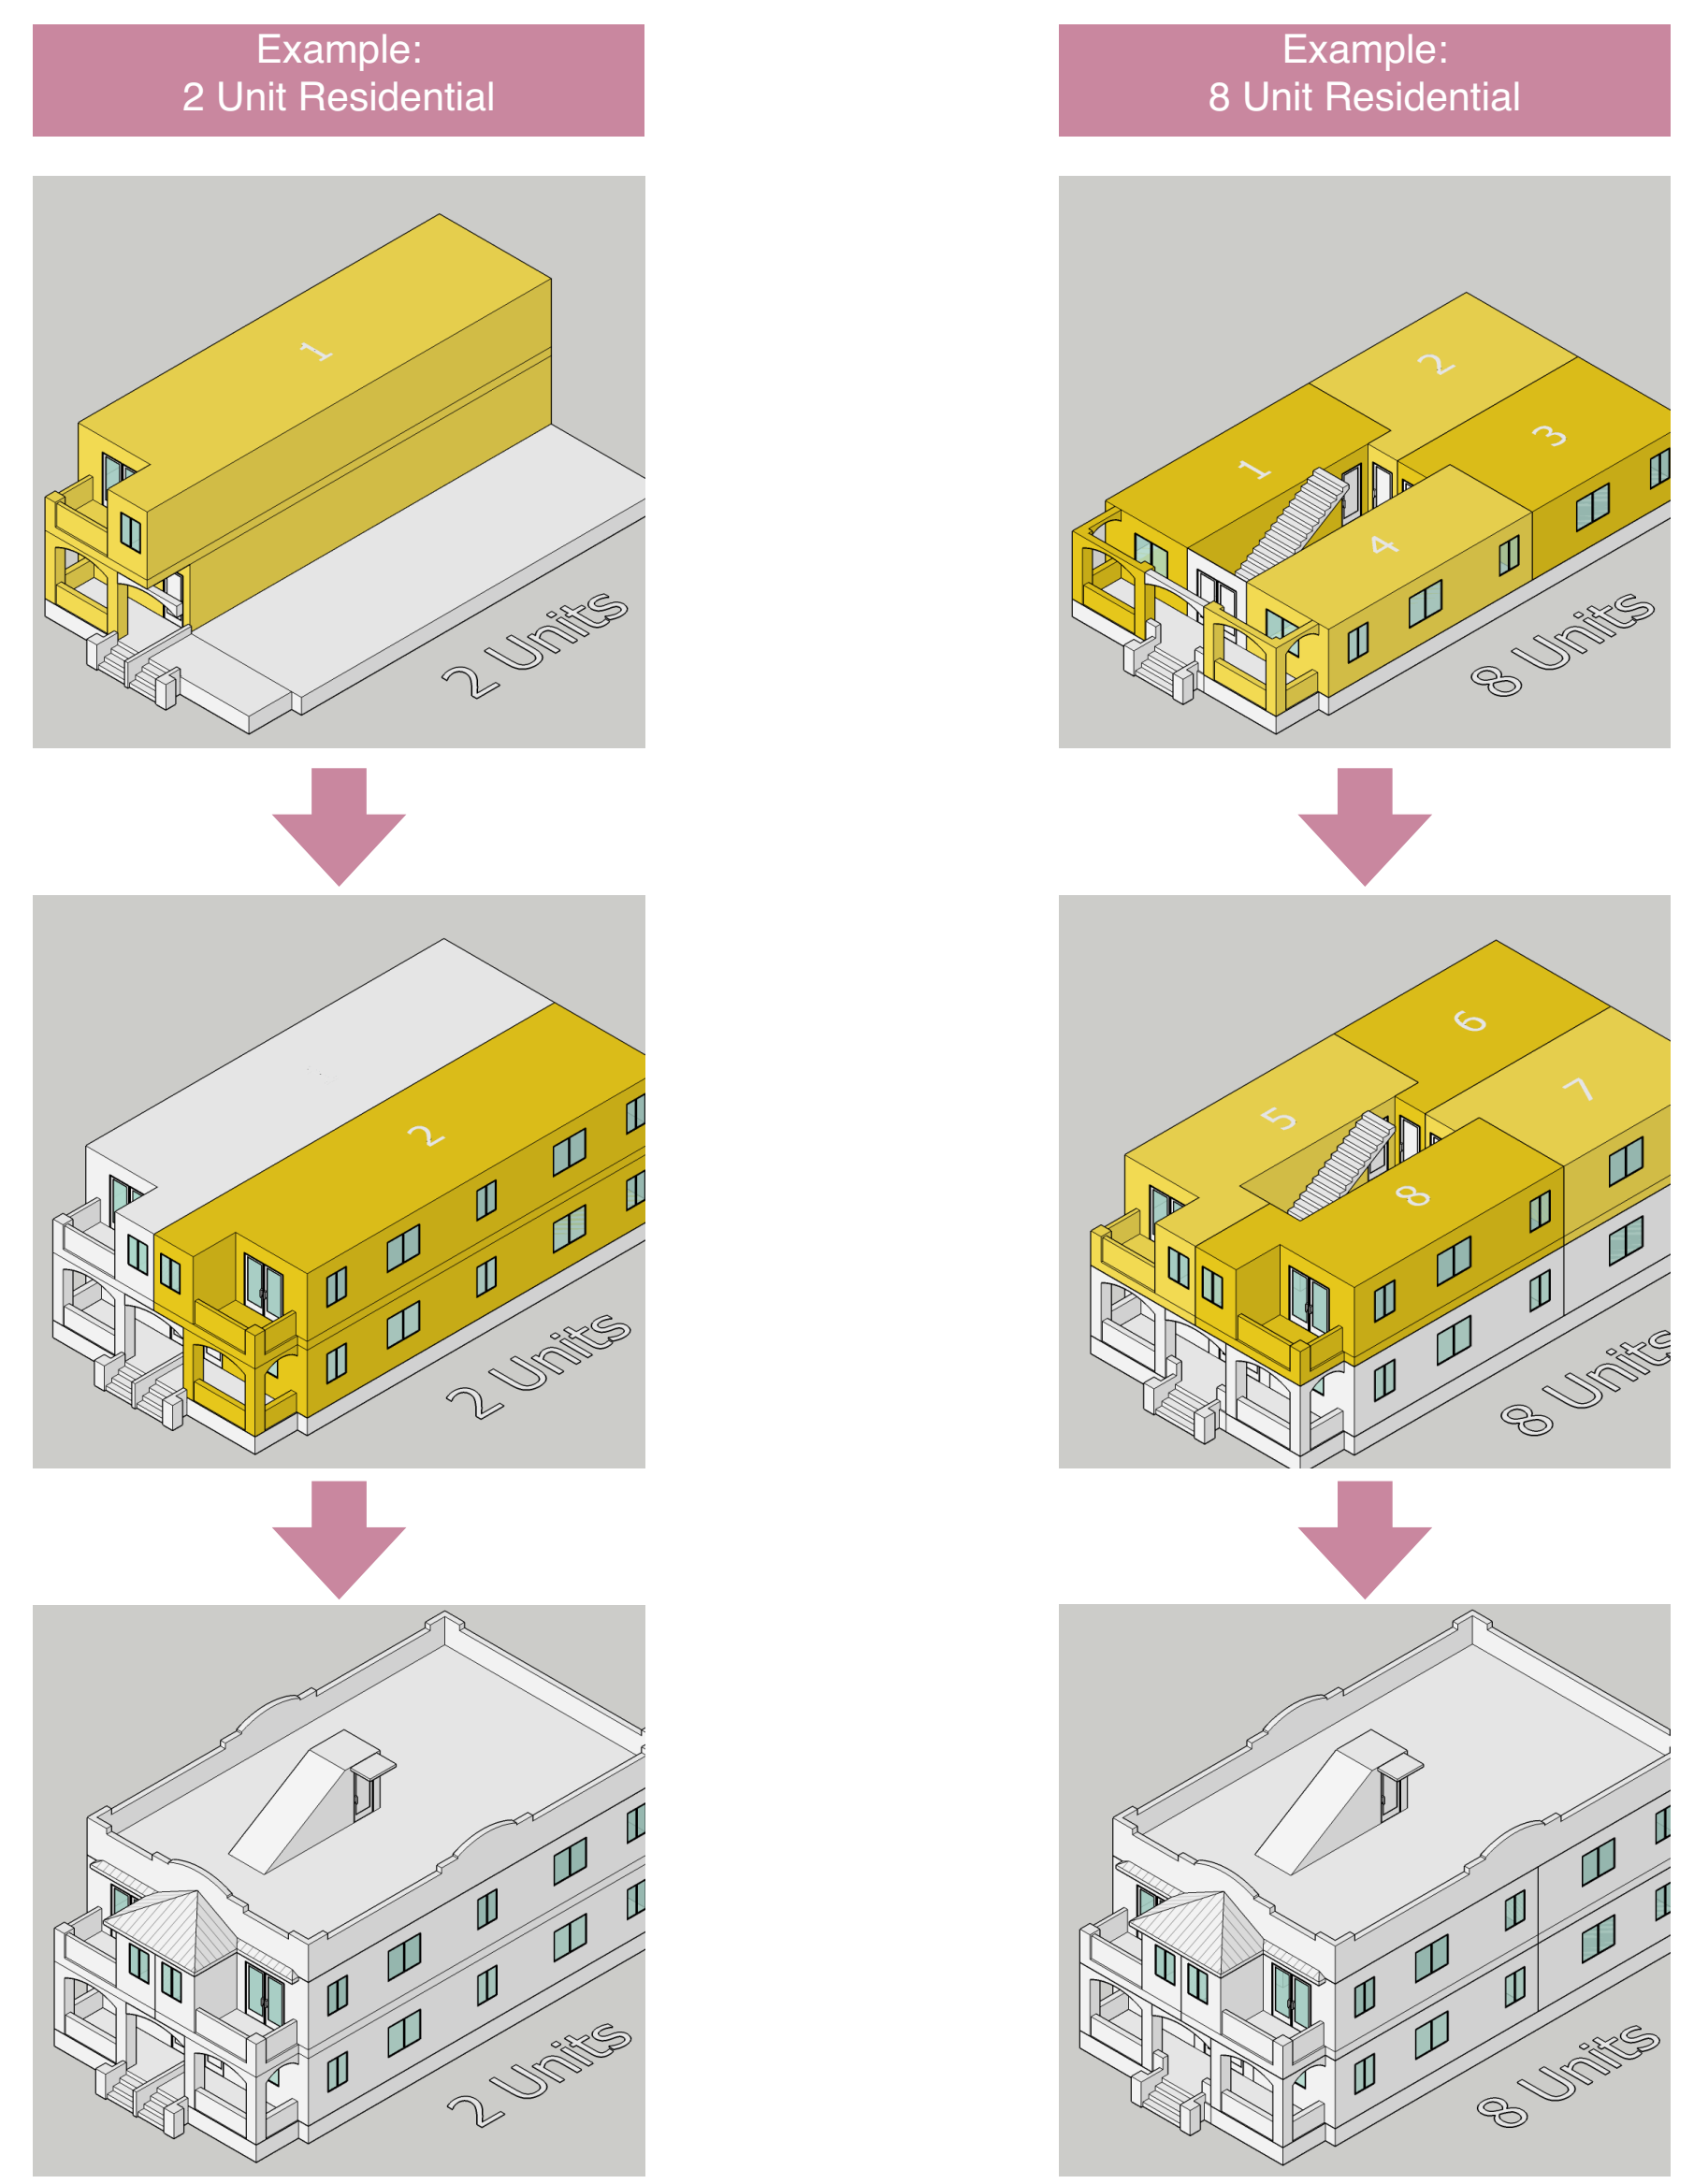 Example:
2 Unit Residential
1
2 Units
2
2 Units
2 Units
Example:
8 Unit Residential
2
3
1
4
8 Units
6
7
5
8
8 Units
8 Units